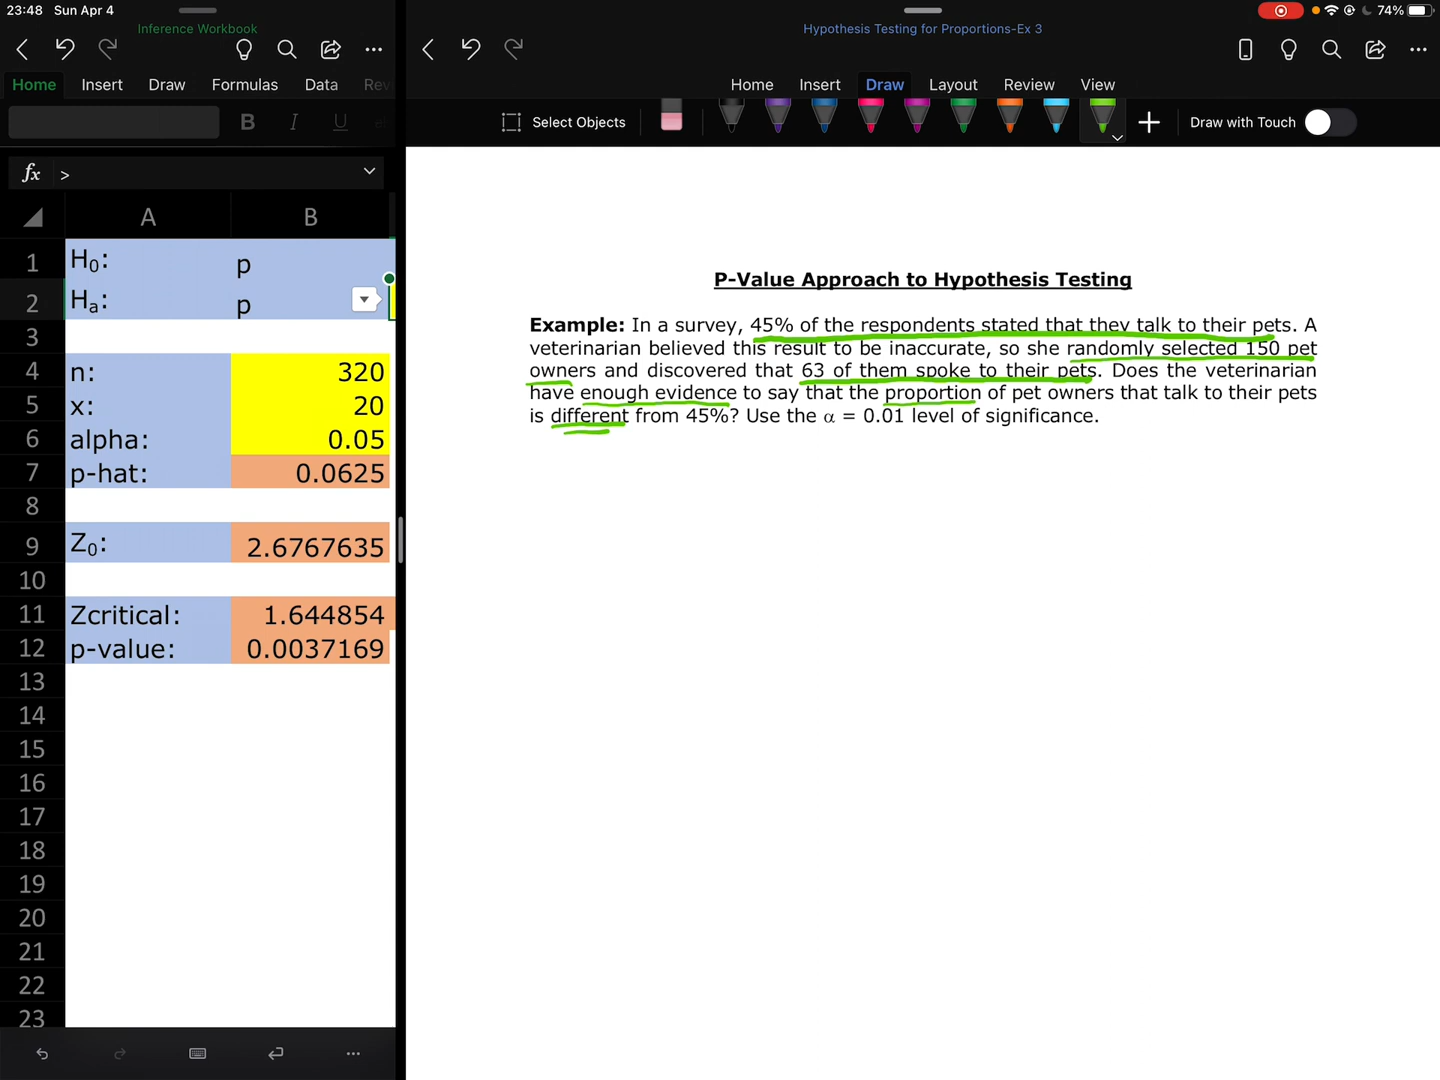 23:48 Sun Apr 4
74%
Inference Workbook
Home Insert Draw Formulas Data Rev
B I U ab
fx >
A B
1 H₀: p
2 Hₐ: p
3
4 n: 320
5 x: 20
6 alpha: 0.05
7 p-hat: 0.0625
8
9 Z₀: 2.6767635
10
11 Zcritical: 1.644854
12 p-value: 0.0037169
13
14
15
16
17
18
19
20
21
22
23
Hypothesis Testing for Proportions-Ex 3
Home Insert Draw Layout Review View
Select Objects
Draw with Touch
P-Value Approach to Hypothesis Testing
Example: In a survey, 45% of the respondents stated that they talk to their pets. A
veterinarian believed this result to be inaccurate, so she randomly selected 150 pet
owners and discovered that 63 of them spoke to their pets. Does the veterinarian
have enough evidence to say that the proportion of pet owners that talk to their pets
is different from 45%? Use the α = 0.01 level of significance.